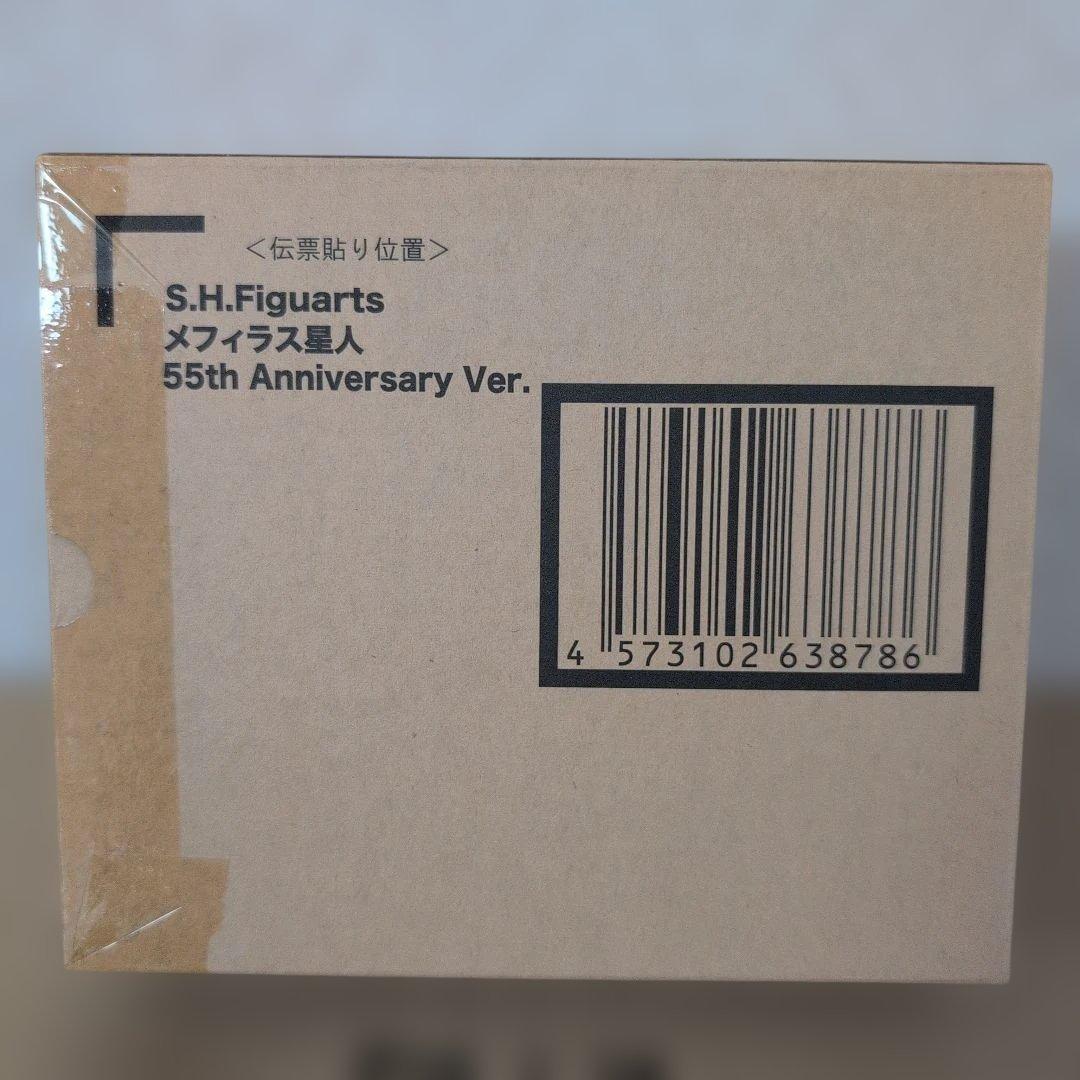 ＜伝票貼り位置＞
S.H.Figuarts
メフィラス星人
55th Anniversary Ver.
4 573102 638786